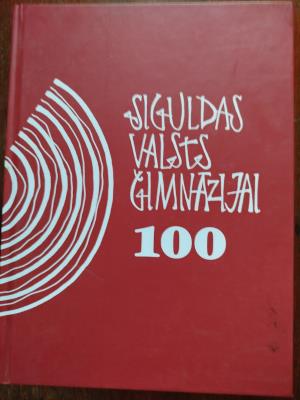 SIGULDAS
VALSTS
ĢIMNĀZIJAI
100